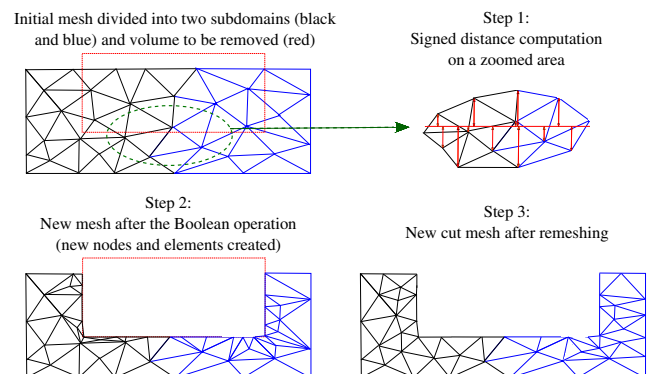 Initial mesh divided into two subdomains (black
and blue) and volume to be removed (red)
Step 1:
Signed distance computation
on a zoomed area
Step 2:
New mesh after the Boolean operation
(new nodes and elements created)
Step 3:
New cut mesh after remeshing